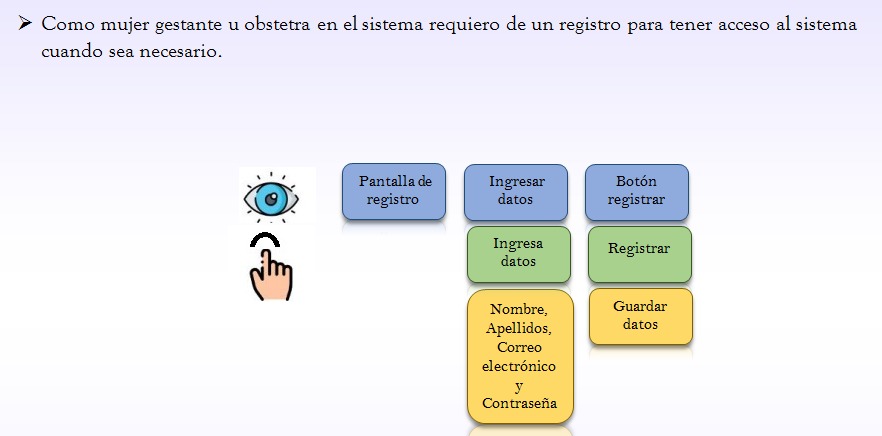 Como mujer gestante u obstetra en el sistema requiero de un registro para tener acceso al sistema
cuando sea necesario.
Pantalla de
registro
Ingresar
datos
Botón
registrar
Ingresa
datos
Registrar
Nombre,
Apellidos,
Correo
electrónico
y
Contraseña
Guardar
datos